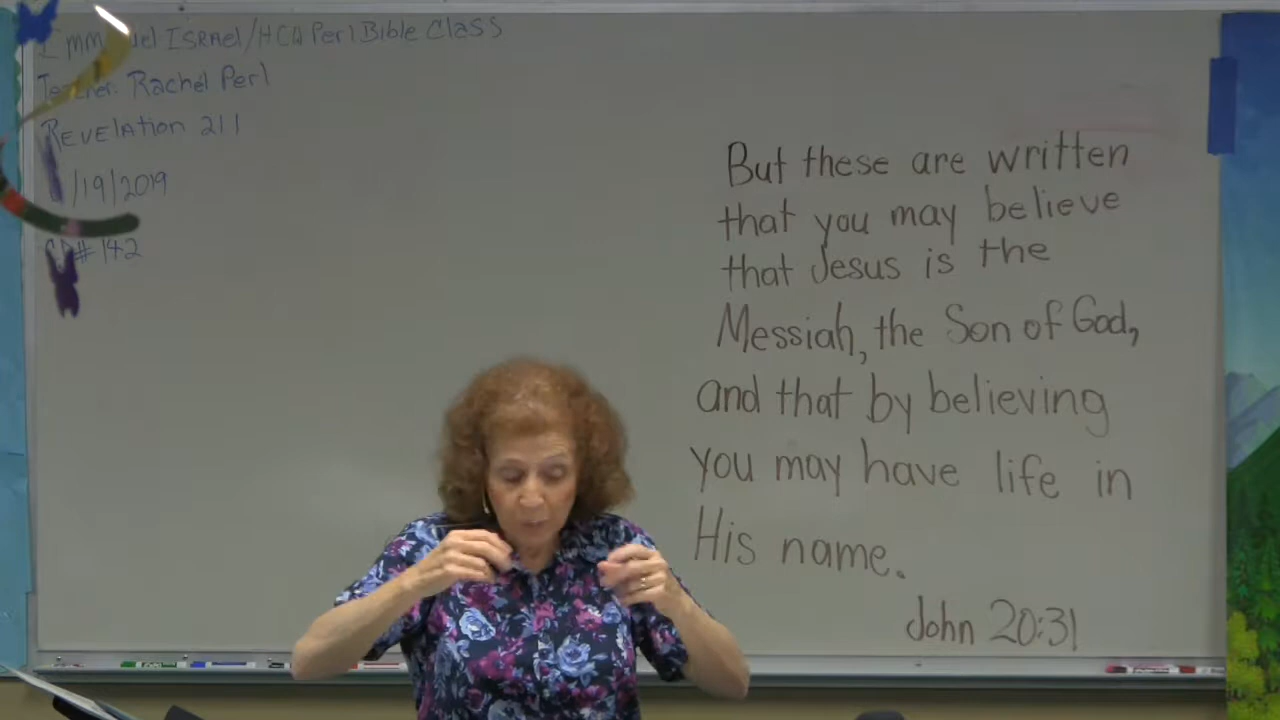 Israel/HCA Perl Bible Class
Teacher: Rachel Perl
Revelation 211
/19/2019
CD# 142
But these are written
that you may believe
that Jesus is the
Messiah, the Son of God,
and that by believing
you may have life in
His name.
John 20:31